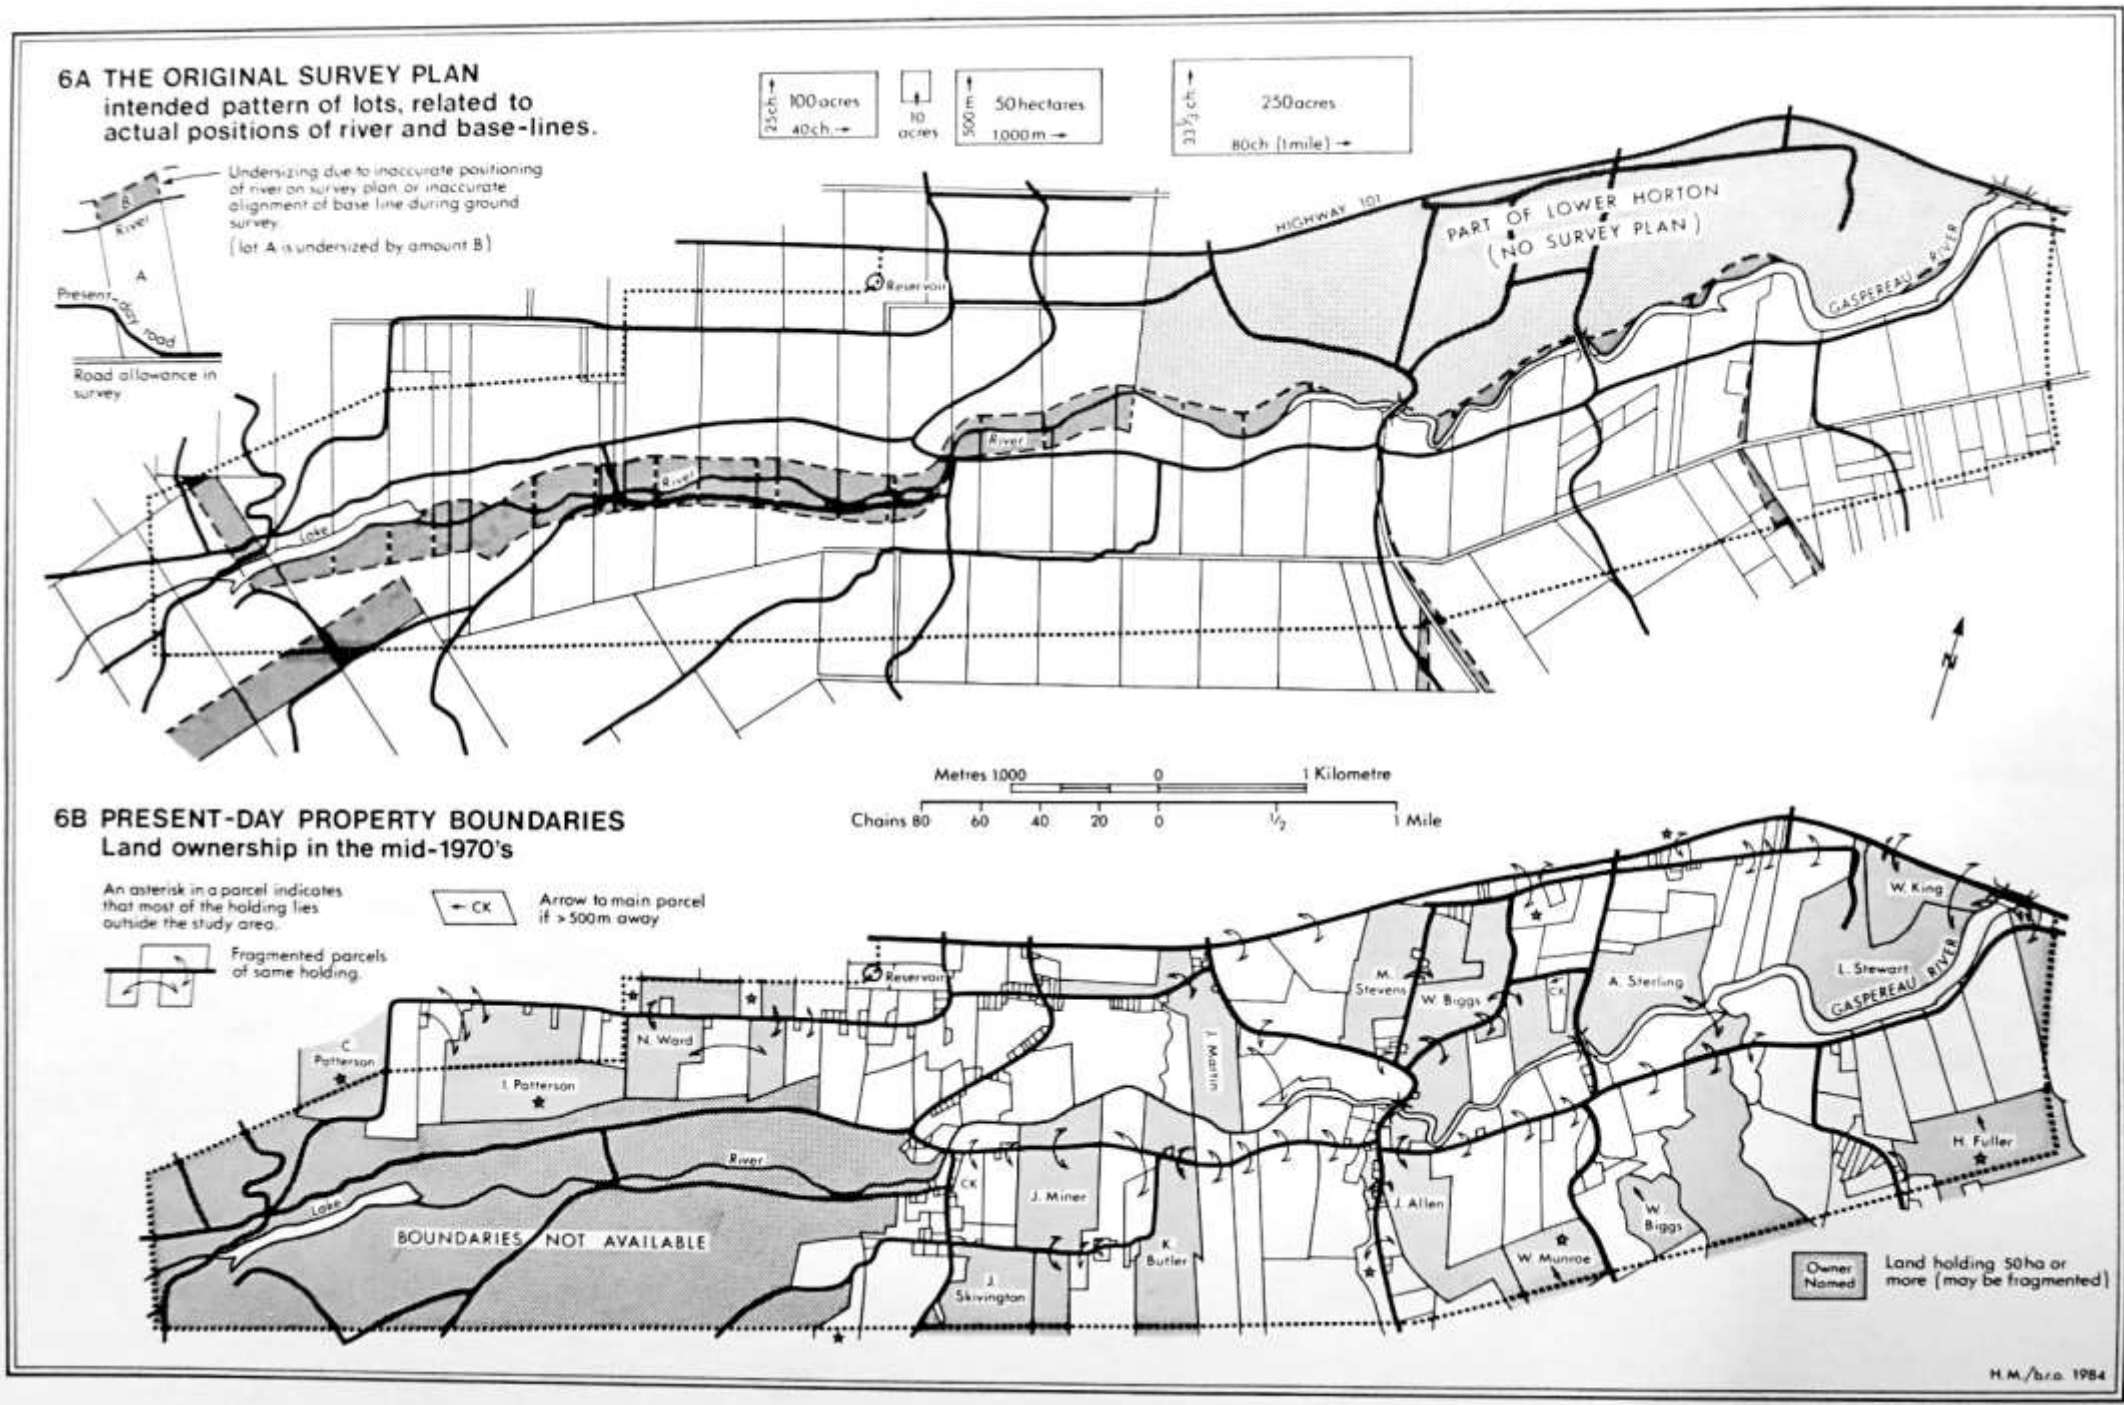 6A THE ORIGINAL SURVEY PLAN
intended pattern of lots, related to
actual positions of river and base-lines.
Undersizing due to inaccurate positioning
of river on survey plan or inaccurate
alignment of base line during ground
survey.
(lot A is undersized by amount B)
B
River
A
Present-day road
Road allowance in
survey
25ch.
100 acres
40ch.
10
acres
500m
50 hectares
1,000m
33⅓ch.
250 acres
80ch (1mile)
HIGHWAY 101
PART OF LOWER HORTON
(NO SURVEY PLAN)
GASPEREAU RIVER
Reservoir
River
River
Lake
N
Metres 1,000 0 1 Kilometre
Chains 80 60 40 20 0 ½ 1 Mile
6B PRESENT-DAY PROPERTY BOUNDARIES
Land ownership in the mid-1970's
An asterisk in a parcel indicates
that most of the holding lies
outside the study area.
CK
Arrow to main parcel
if > 500m away
Fragmented parcels
of same holding.
W. King
Reservoir
M.
Stevens
W. Biggs
CK
A. Sterling
L. Stewart
GASPEREAU RIVER
C.
Patterson
N. Ward
I. Patterson
J. Martin
H. Fuller
River
CK
J. Miner
J. Allen
Lake
BOUNDARIES NOT AVAILABLE
K.
Butler
W.
Biggs
W. Munroe
J.
Skivington
Owner
Named
Land holding 50ha or
more (may be fragmented)
H.M./b.r.o. 1984